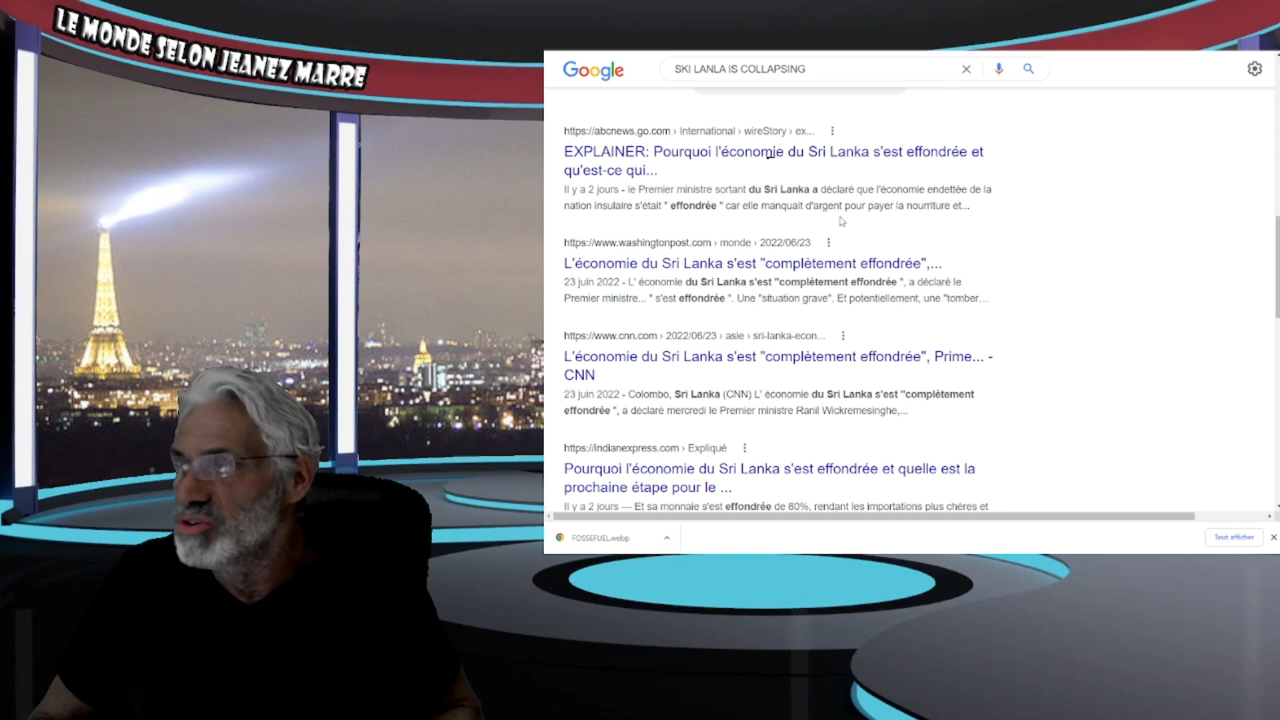 LE MONDE SELON JEANEZ MARRE
Google
SKI LANLA IS COLLAPSING
https://abcnews.go.com › International › wireStory › ex...
EXPLAINER: Pourquoi l'économie du Sri Lanka s'est effondrée et
qu'est-ce qui...
Il y a 2 jours - le Premier ministre sortant du Sri Lanka a déclaré que l'économie endettée de la
nation insulaire s'était " effondrée " car elle manquait d'argent pour payer la nourriture et...
https://www.washingtonpost.com › monde › 2022/06/23
L'économie du Sri Lanka s'est "complètement effondrée",...
23 juin 2022 - L' économie du Sri Lanka s'est "complètement effondrée ", a déclaré le
Premier ministre... " s'est effondrée ". Une "situation grave". Et potentiellement, une "tomber...
https://www.cnn.com › 2022/06/23 › asie › sri-lanka-econ...
L'économie du Sri Lanka s'est "complètement effondrée", Prime... -
CNN
23 juin 2022 - Colombo, Sri Lanka (CNN) L' économie du Sri Lanka s'est "complètement
effondrée ", a déclaré mercredi le Premier ministre Ranil Wickremesinghe,...
https://indianexpress.com › Expliqué
Pourquoi l'économie du Sri Lanka s'est effondrée et quelle est la
prochaine étape pour le ...
Il y a 2 jours — Et sa monnaie s'est effondrée de 80%, rendant les importations plus chères et
FOSSEFUEL.webp
Tout afficher